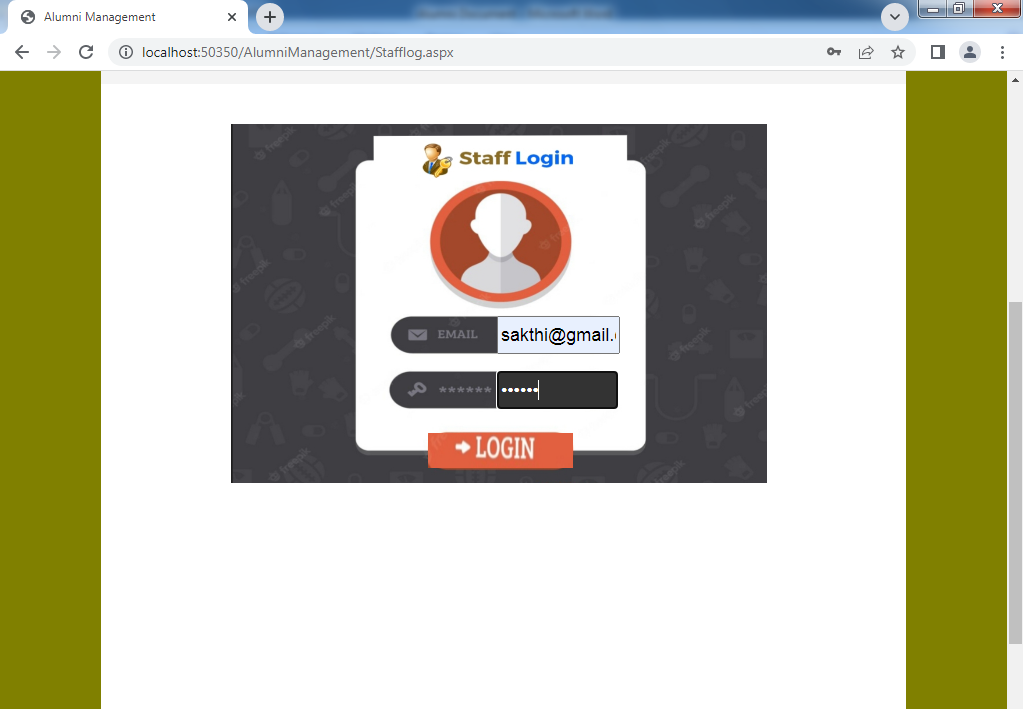 Alumni Management
localhost:50350/AlumniManagement/Stafflog.aspx
Staff Login
EMAIL
sakthi@gmail.
******
••••••
LOGIN